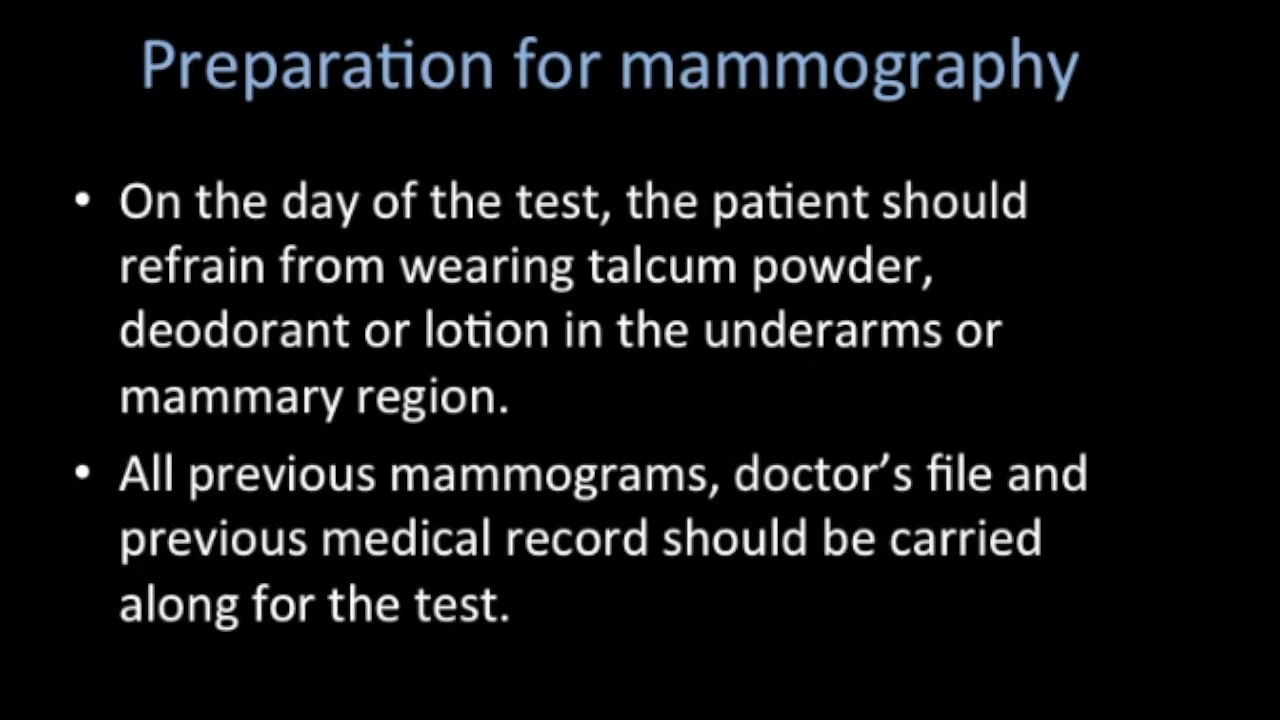 Preparation for mammography
• On the day of the test, the patient should
refrain from wearing talcum powder,
deodorant or lotion in the underarms or
mammary region.
• All previous mammograms, doctor’s file and
previous medical record should be carried
along for the test.